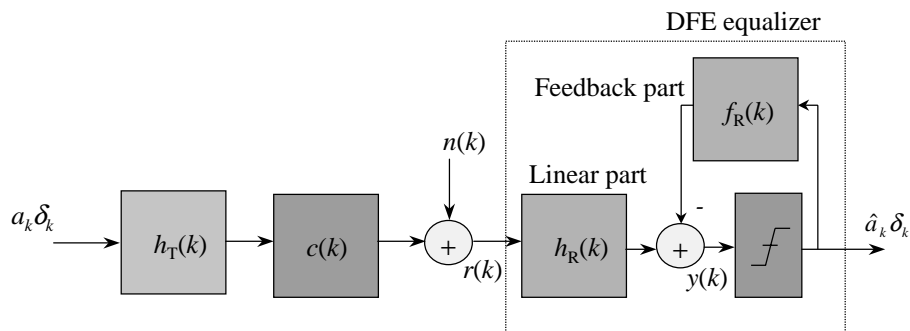 DFE equalizer
Feedback part
f_R(k)
n(k)
Linear part
-
a_k δ_k
h_T(k)
c(k)
+
r(k)
h_R(k)
+
y(k)
â_k δ_k